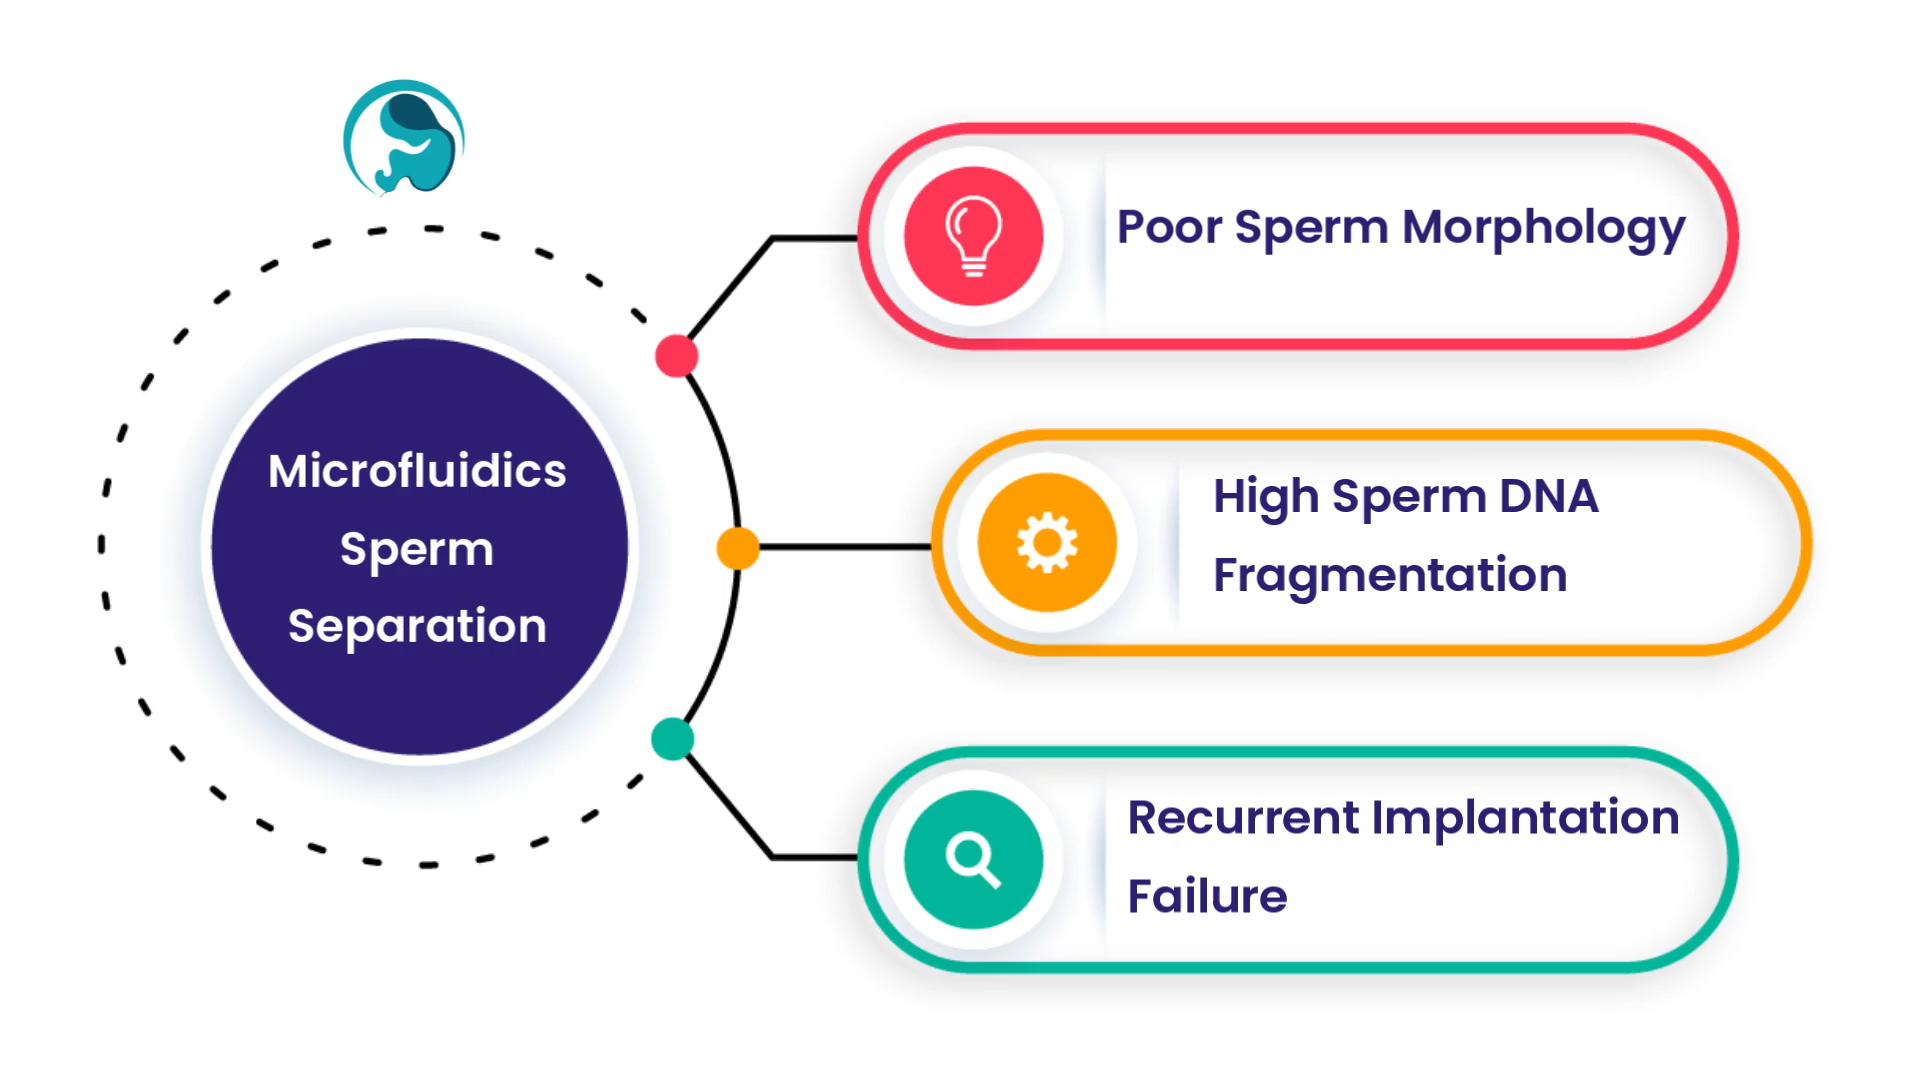 Microfluidics
Sperm
Separation
Poor Sperm Morphology
High Sperm DNA
Fragmentation
Recurrent Implantation
Failure